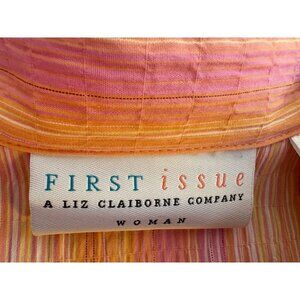 FIRST issue
A LIZ CLAIBORNE COMPANY
WOMAN